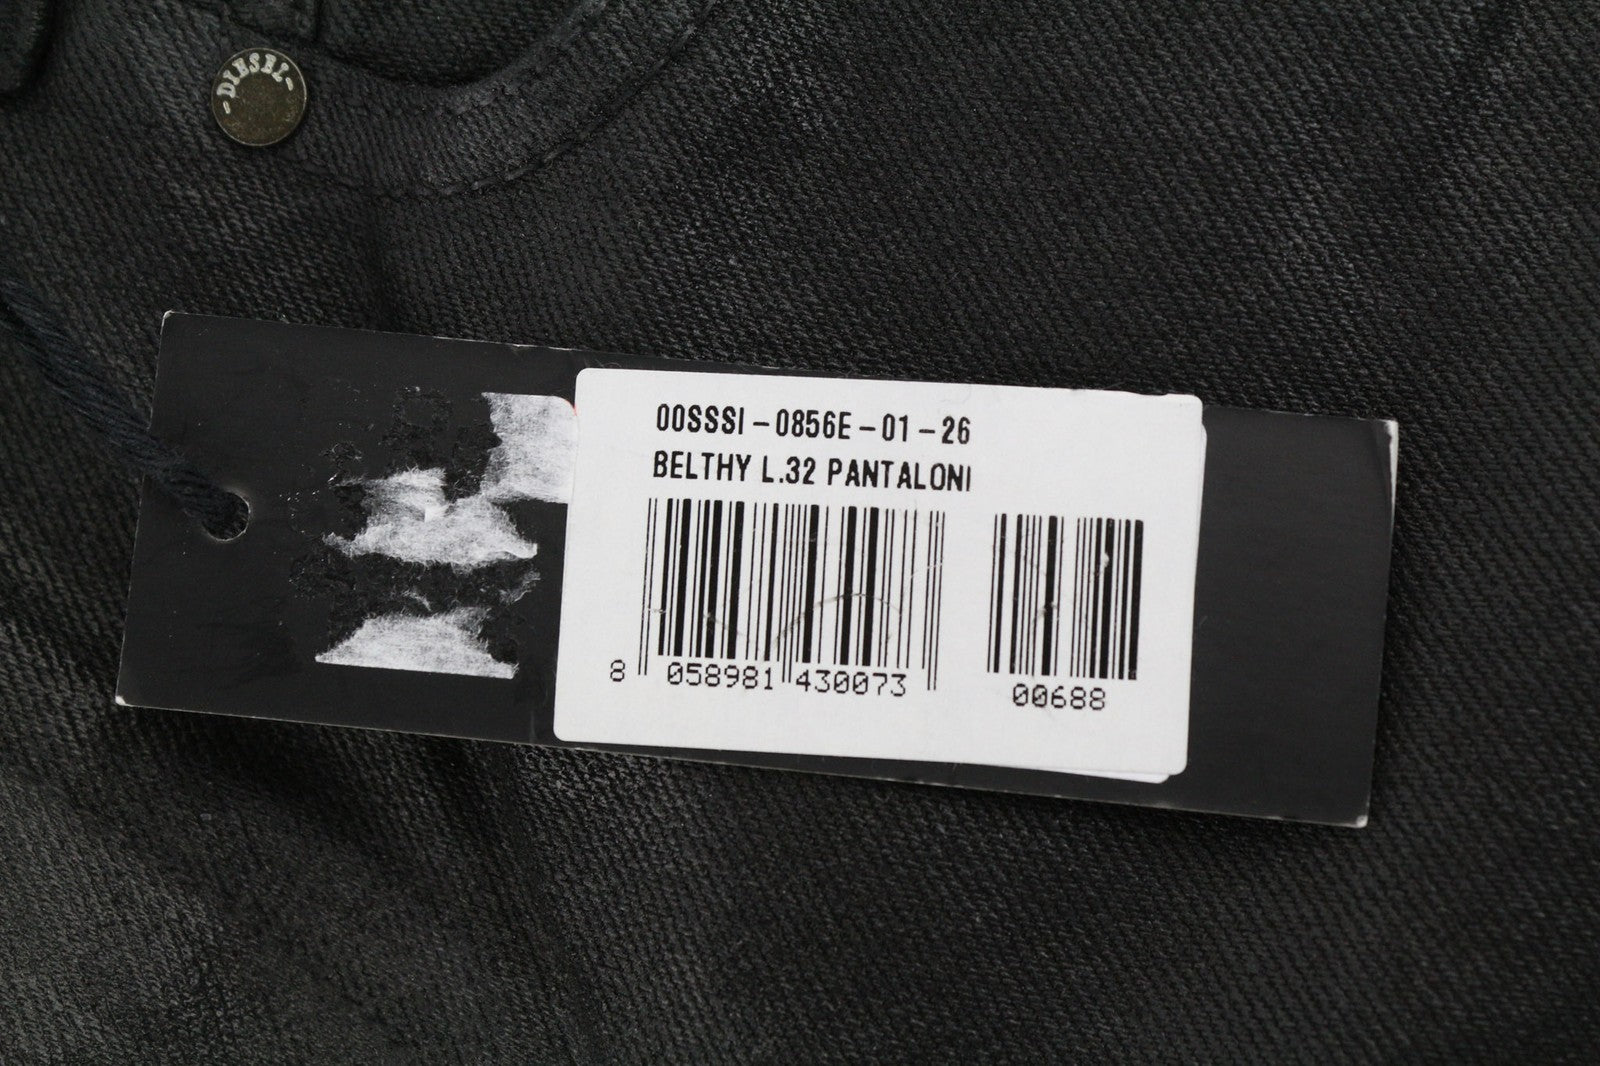 -DIESEL-
00SSSI-0856E-01-26
BELTHY L.32 PANTALONI
8 058981 430073
00688